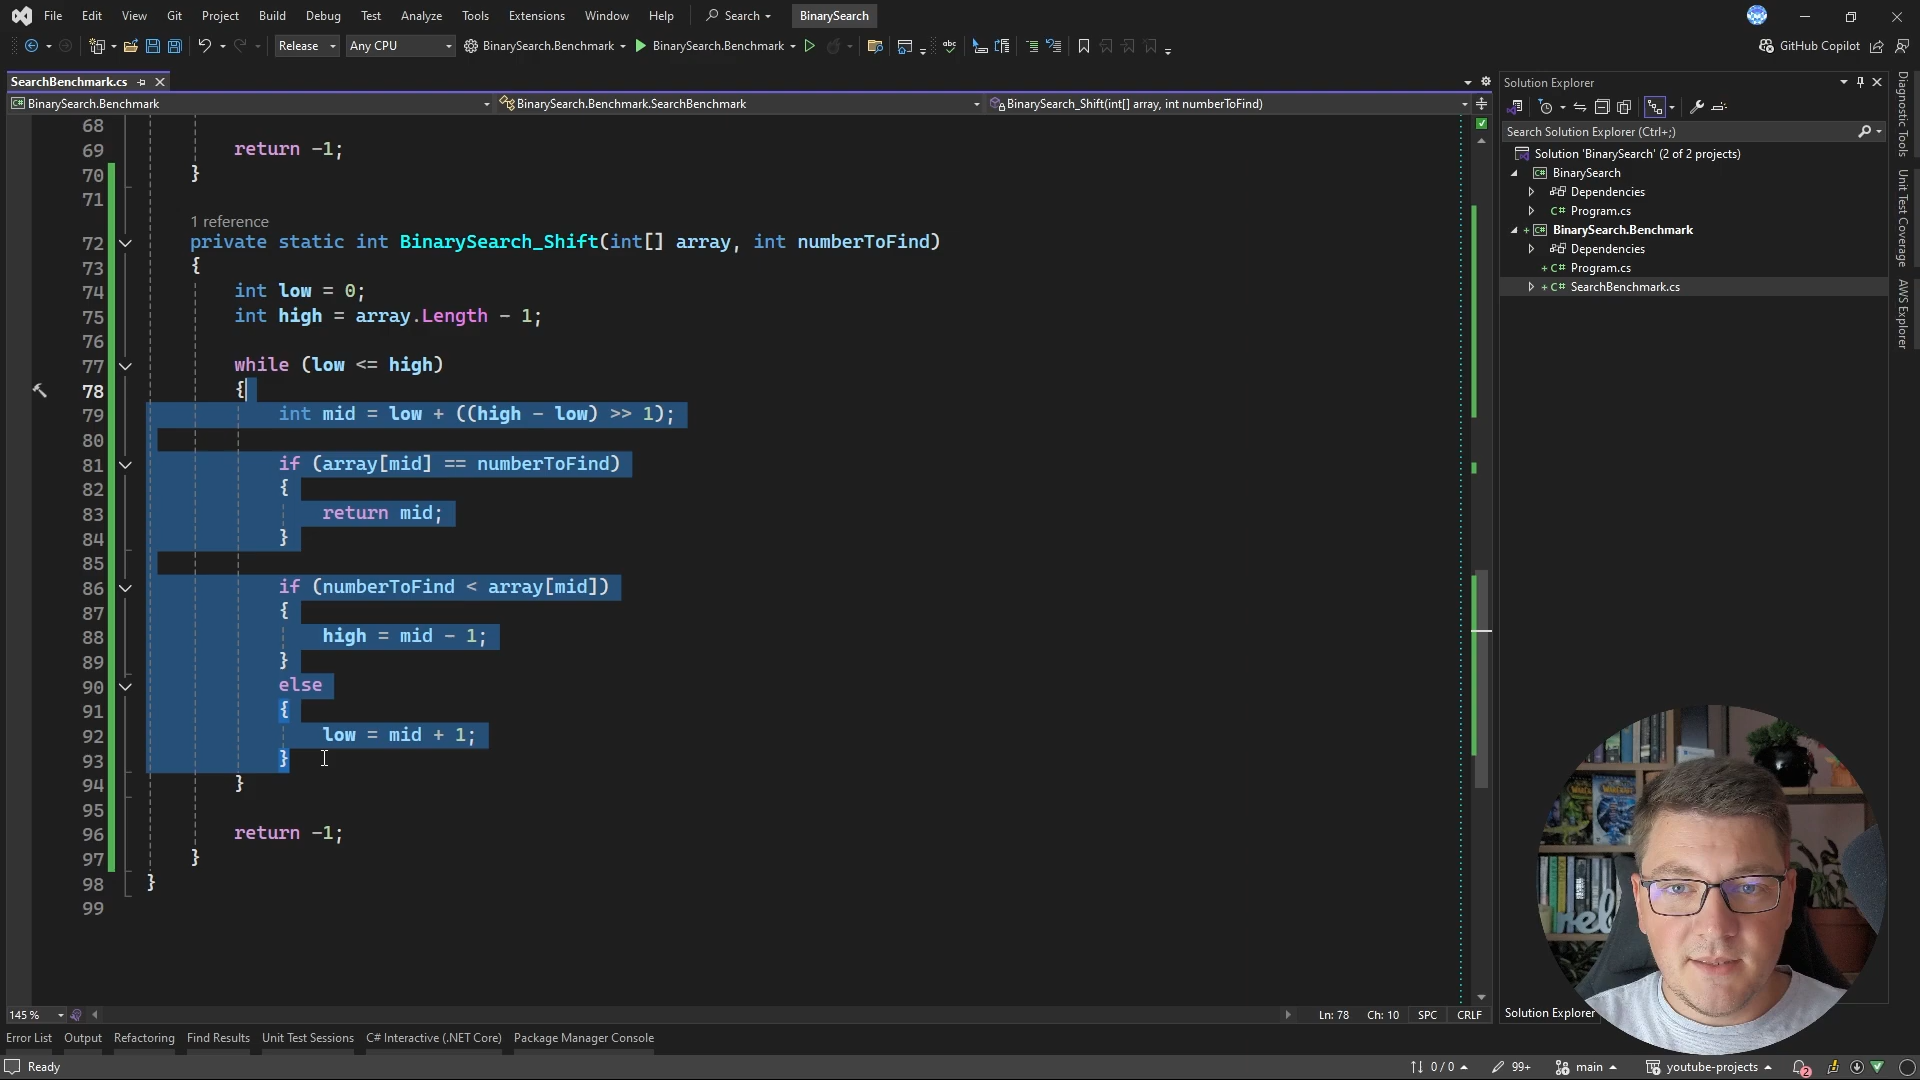 File Edit View Git Project Build Debug Test Analyze Tools Extensions Window Help Search BinarySearch
Release Any CPU BinarySearch.Benchmark BinarySearch.Benchmark GitHub Copilot
SearchBenchmark.cs
BinarySearch.Benchmark BinarySearch.Benchmark.SearchBenchmark BinarySearch_Shift(int[] array, int numberToFind)
68
69 return -1;
70 }
71
1 reference
72 private static int BinarySearch_Shift(int[] array, int numberToFind)
73 {
74 int low = 0;
75 int high = array.Length - 1;
76
77 while (low <= high)
78 {
79 int mid = low + ((high - low) >> 1);
80
81 if (array[mid] == numberToFind)
82 {
83 return mid;
84 }
85
86 if (numberToFind < array[mid])
87 {
88 high = mid - 1;
89 }
90 else
91 {
92 low = mid + 1;
93 }
94 }
95
96 return -1;
97 }
98 }
99
145 % Ln: 78 Ch: 10 SPC CRLF
Solution Explorer
Search Solution Explorer (Ctrl+;)
Solution 'BinarySearch' (2 of 2 projects)
BinarySearch
Dependencies
C# Program.cs
BinarySearch.Benchmark
Dependencies
+ C# Program.cs
+ C# SearchBenchmark.cs
Solution Explorer
Diagnostic Tools
Unit Test Coverage
AWS Explorer
Error List Output Refactoring Find Results Unit Test Sessions C# Interactive (.NET Core) Package Manager Console
Ready 0 / 0 99+ main youtube-projects 2